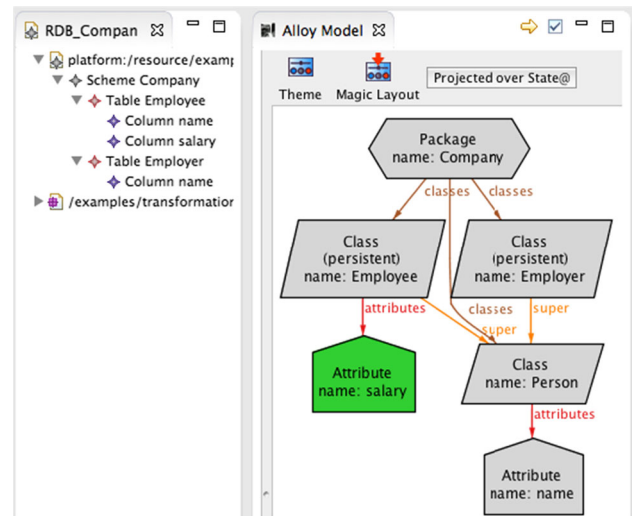 RDB_Compan
platform:/resource/examp
Scheme Company
Table Employee
Column name
Column salary
Table Employer
Column name
/examples/transformation
Alloy Model
Theme
Magic Layout
Projected over State@
Package
name: Company
classes
classes
Class
(persistent)
name: Employee
Class
(persistent)
name: Employer
attributes
classes
super
super
Attribute
name: salary
Class
name: Person
attributes
Attribute
name: name